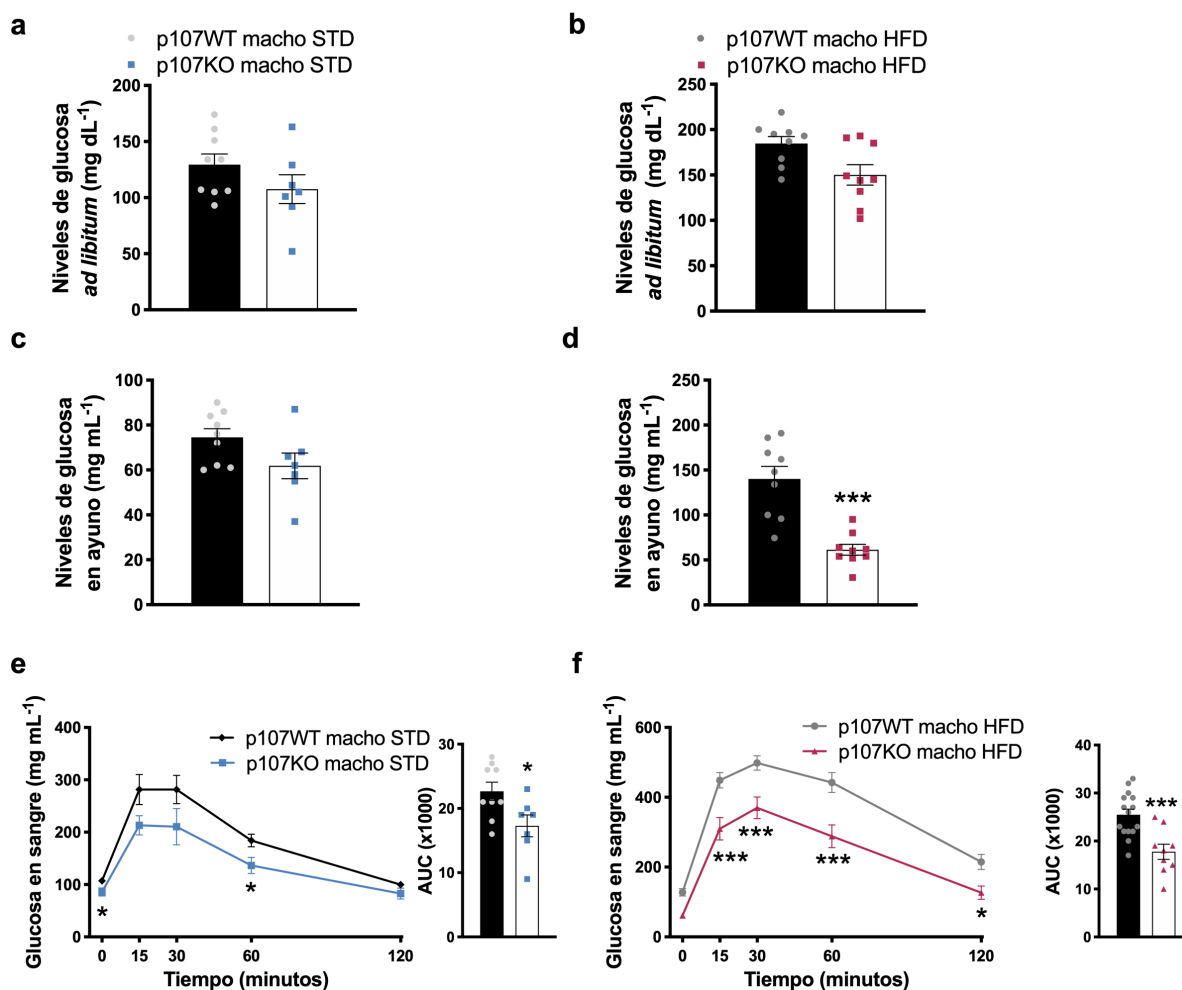 a
p107WT macho STD
p107KO macho STD
Niveles de glucosa
ad libitum (mg dL-1)
200
150
100
50
0
b
p107WT macho HFD
p107KO macho HFD
Niveles de glucosa
ad libitum (mg dL-1)
250
200
150
100
50
0
c
Niveles de glucosa
en ayuno (mg mL-1)
100
80
60
40
20
0
d
Niveles de glucosa
en ayuno (mg mL-1)
250
200
150
100
50
0
***
e
Glucosa en sangre (mg mL-1)
400
300
200
100
0
p107WT macho STD
p107KO macho STD
*
*
0 15 30 60 120
Tiempo (minutos)
AUC (x1000)
30
20
10
0
*
f
Glucosa en sangre (mg mL-1)
600
400
200
0
p107WT macho HFD
p107KO macho HFD
***
***
***
*
0 15 30 60 120
Tiempo (minutos)
AUC (x1000)
40
30
20
10
0
***